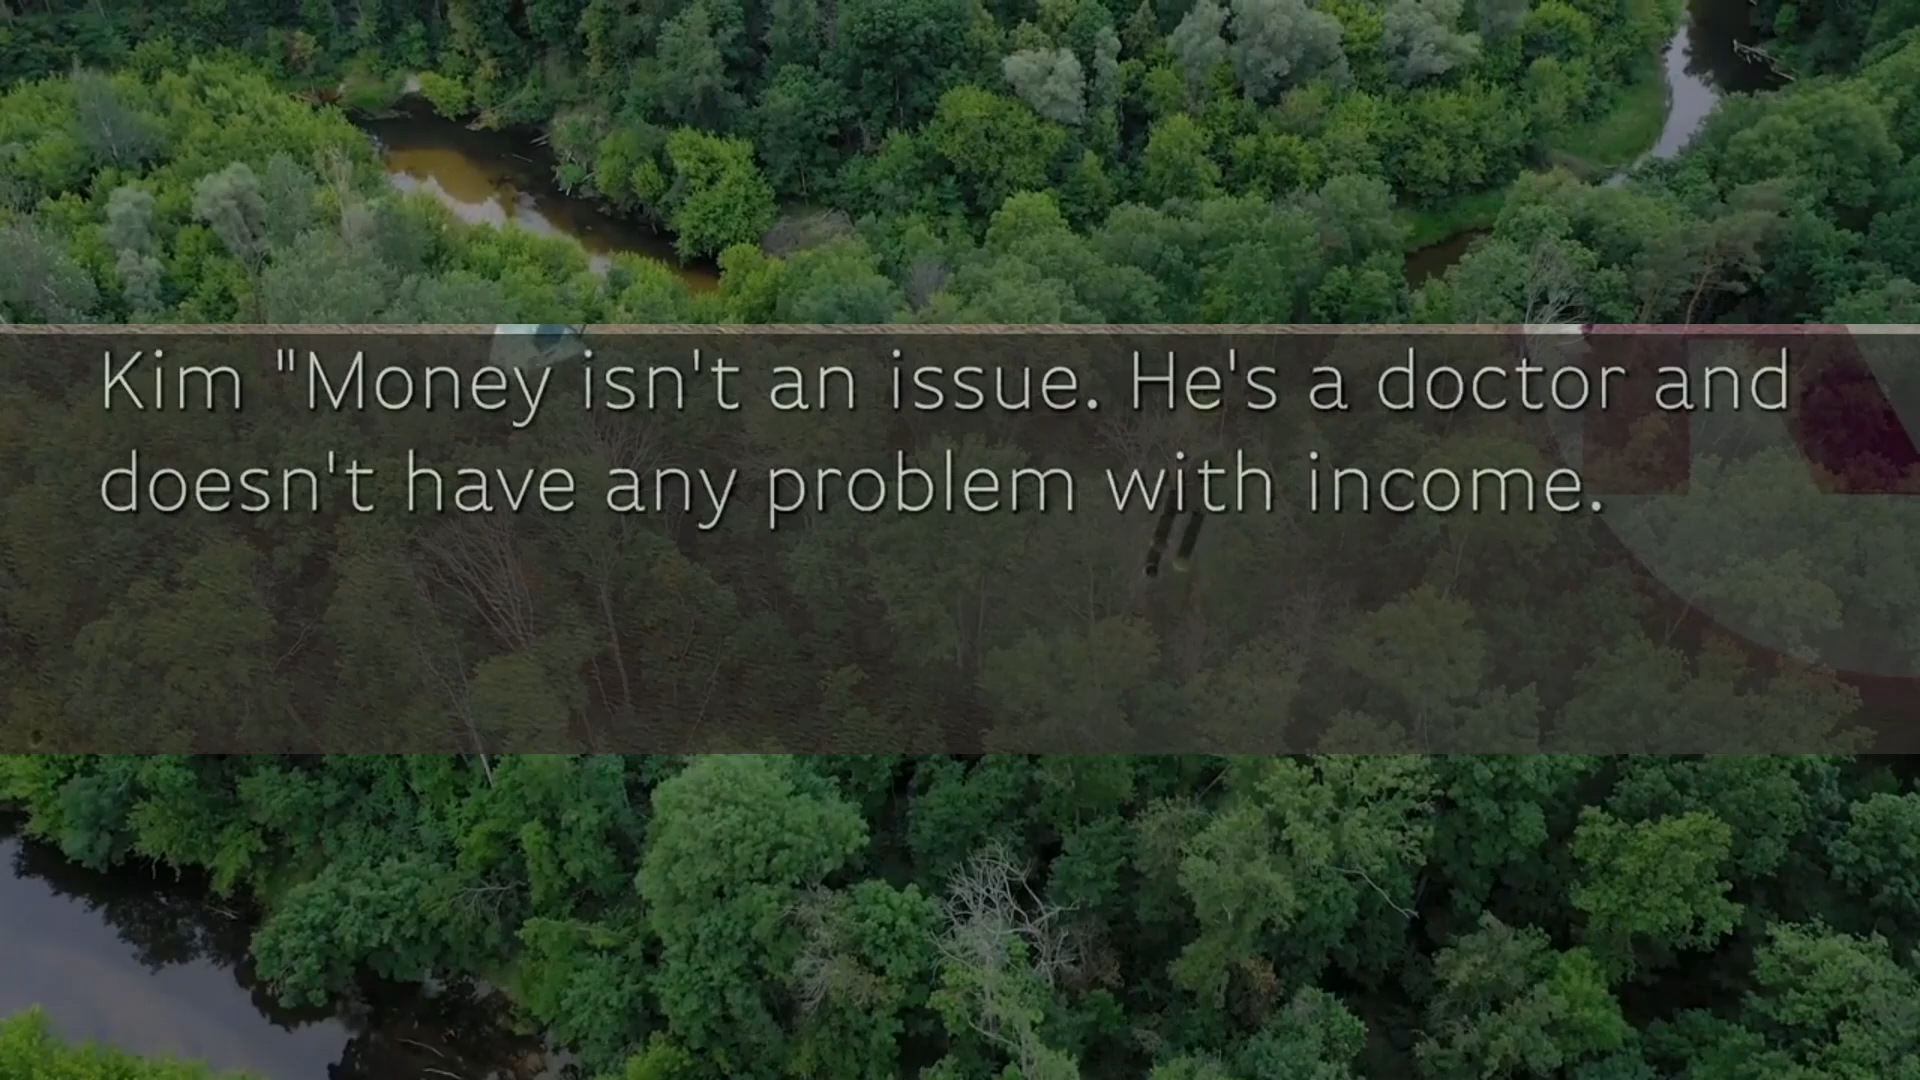 Kim "Money isn't an issue. He's a doctor and
doesn't have any problem with income.